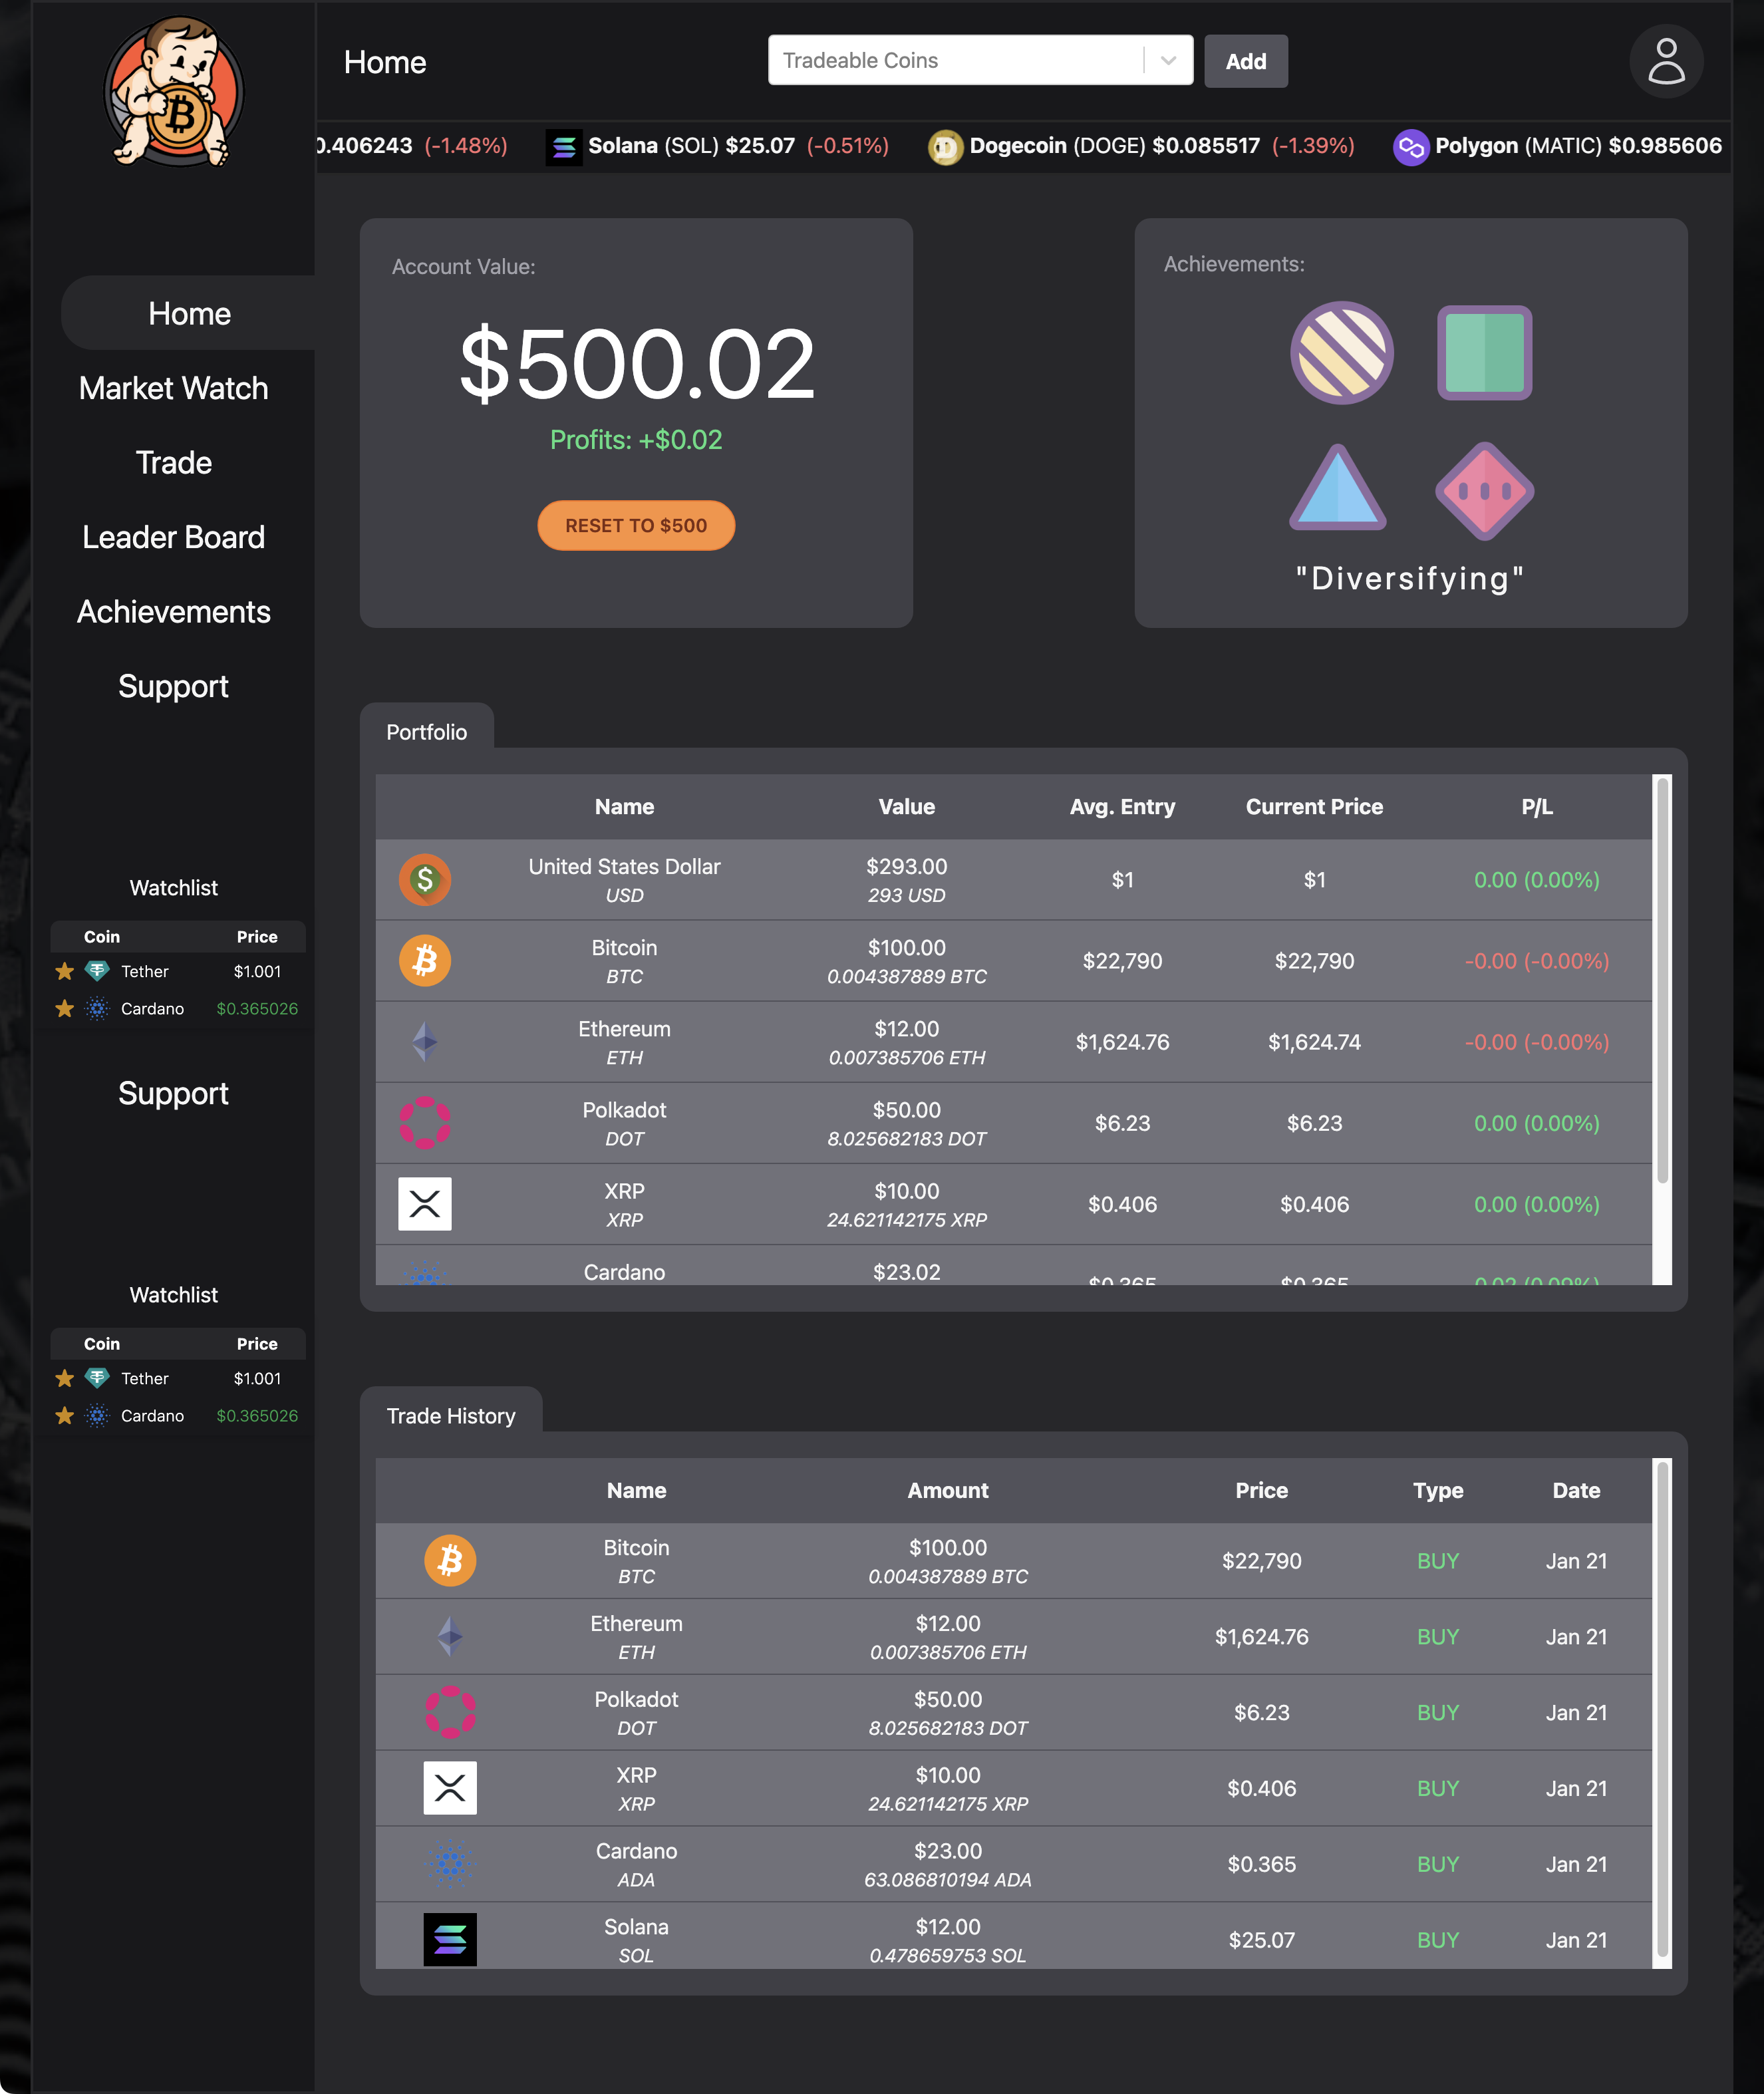 Home
Tradeable Coins
Add
0.406243 (-1.48%) Solana (SOL) $25.07 (-0.51%) Dogecoin (DOGE) $0.085517 (-1.39%) Polygon (MATIC) $0.985606
Home
Market Watch
Trade
Leader Board
Achievements
Support
Watchlist
Coin Price
Tether $1.001
Cardano $0.365026
Support
Watchlist
Coin Price
Tether $1.001
Cardano $0.365026
Account Value:
$500.02
Profits: +$0.02
RESET TO $500
Achievements:
"Diversifying"
Portfolio
Name Value Avg. Entry Current Price P/L
United States Dollar $293.00
USD 293 USD
$1 $1 0.00 (0.00%)
Bitcoin $100.00
BTC 0.004387889 BTC
$22,790 $22,790 -0.00 (-0.00%)
Ethereum $12.00
ETH 0.007385706 ETH
$1,624.76 $1,624.74 -0.00 (-0.00%)
Polkadot $50.00
DOT 8.025682183 DOT
$6.23 $6.23 0.00 (0.00%)
XRP $10.00
XRP 24.621142175 XRP
$0.406 $0.406 0.00 (0.00%)
Cardano $23.02
$0.365 $0.365 0.02 (0.09%)
Trade History
Name Amount Price Type Date
Bitcoin $100.00
BTC 0.004387889 BTC
$22,790 BUY Jan 21
Ethereum $12.00
ETH 0.007385706 ETH
$1,624.76 BUY Jan 21
Polkadot $50.00
DOT 8.025682183 DOT
$6.23 BUY Jan 21
XRP $10.00
XRP 24.621142175 XRP
$0.406 BUY Jan 21
Cardano $23.00
ADA 63.086810194 ADA
$0.365 BUY Jan 21
Solana $12.00
SOL 0.478659753 SOL
$25.07 BUY Jan 21